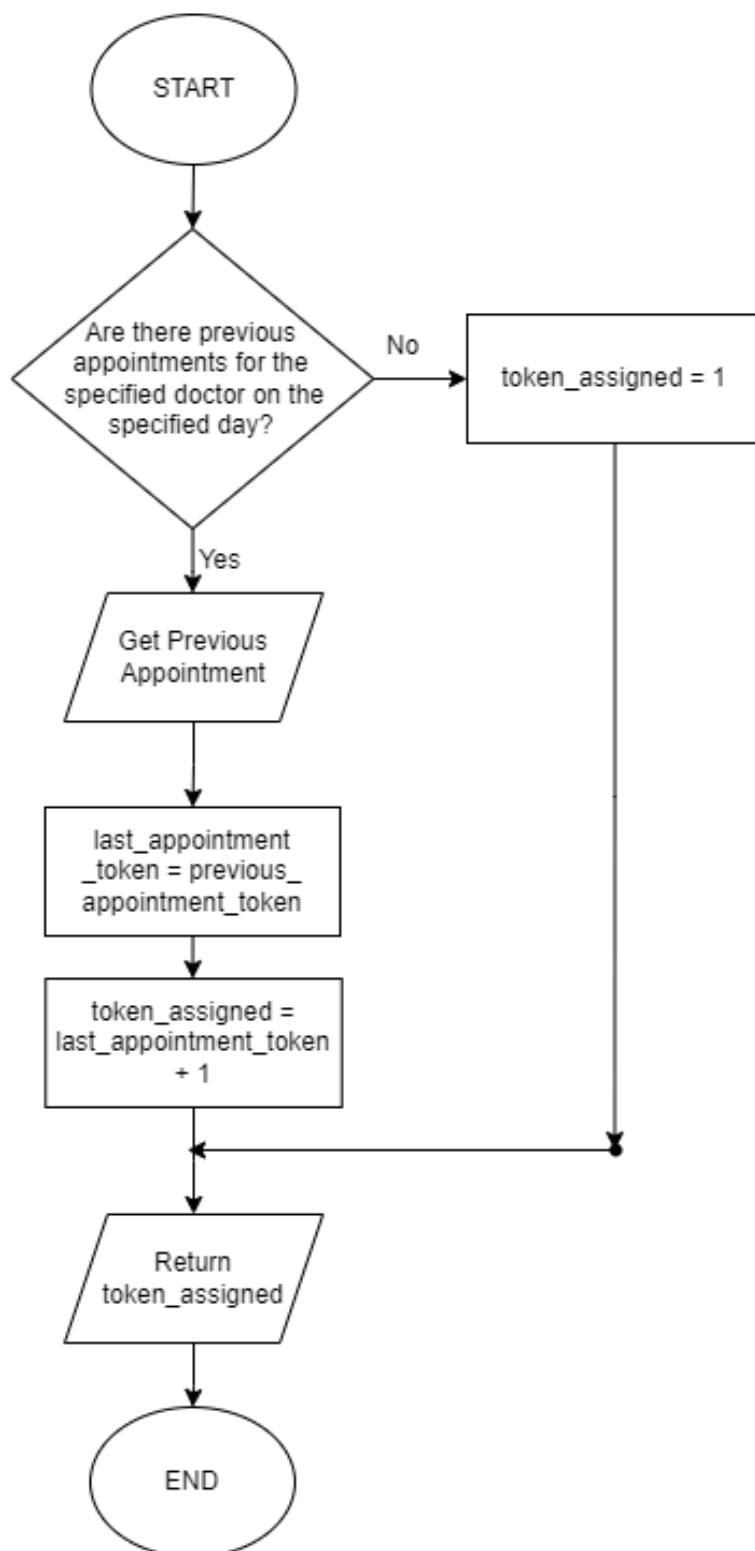 START
Are there previous
appointments for the
specified doctor on the
specified day?
No
token_assigned = 1
Yes
Get Previous
Appointment
last_appointment
_token = previous_
appointment_token
token_assigned =
last_appointment_token
+ 1
Return
token_assigned
END